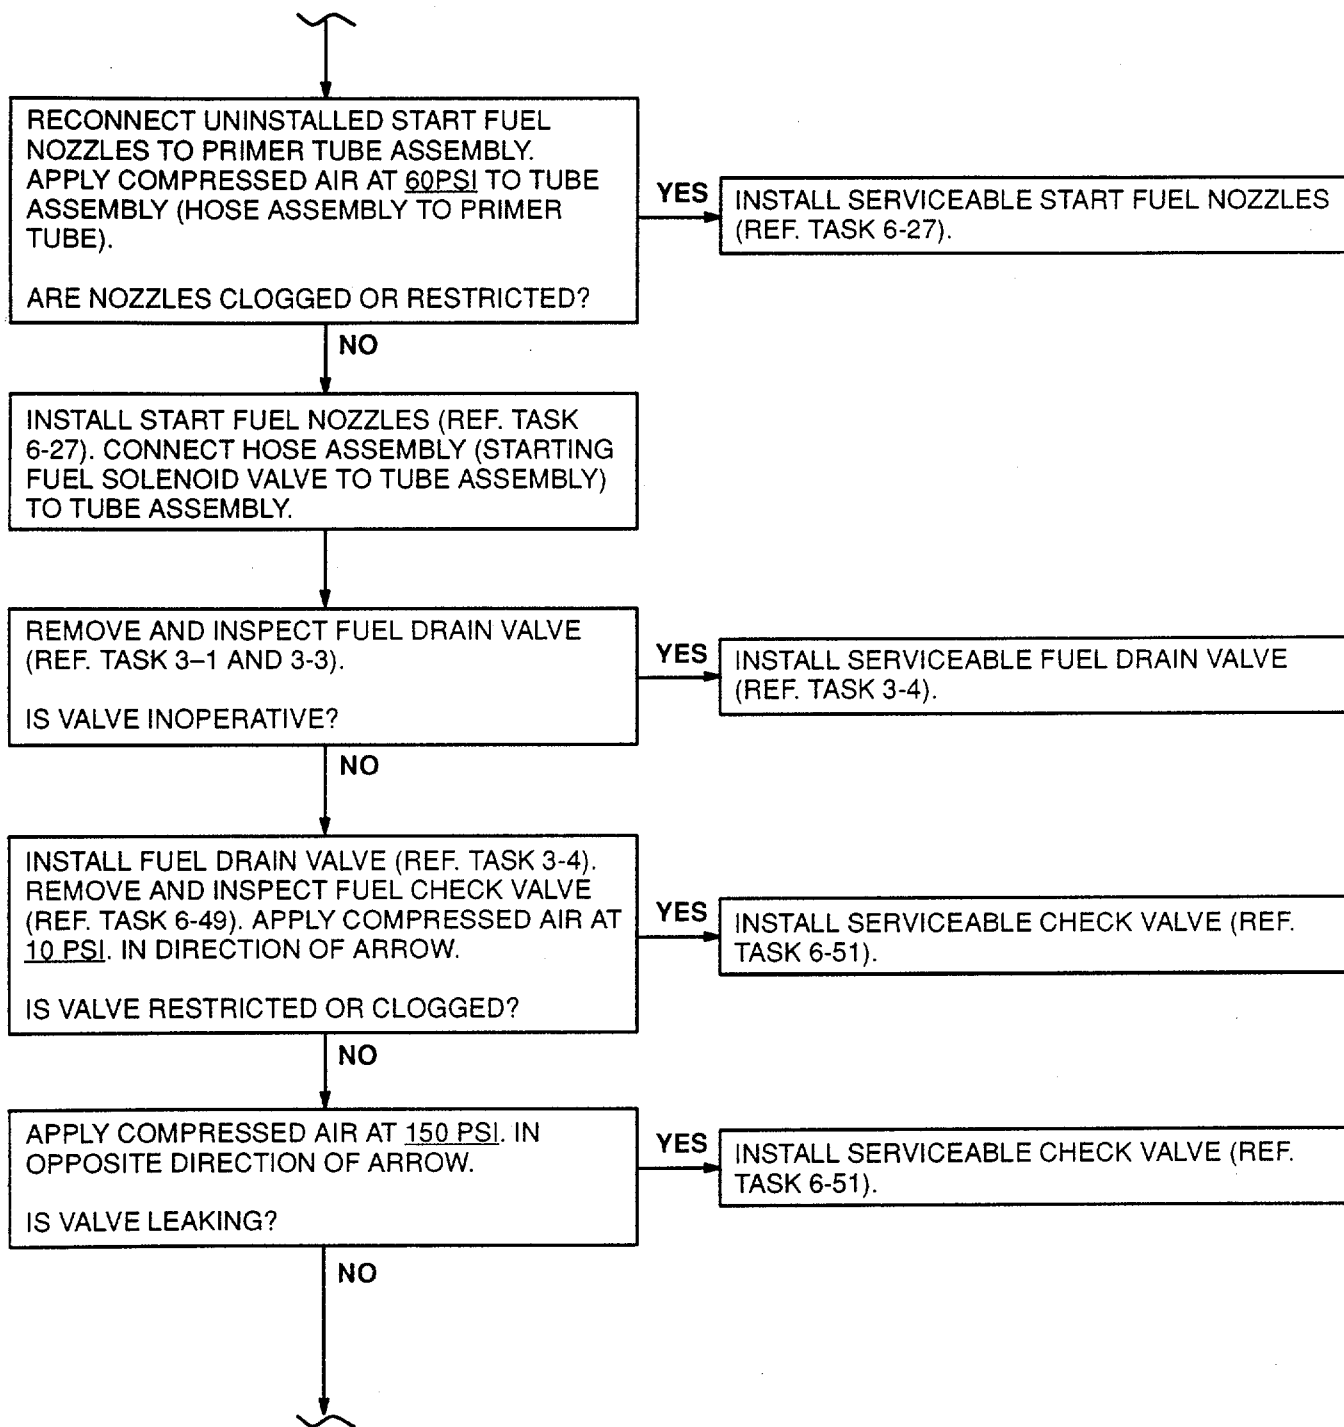 RECONNECT UNINSTALLED START FUEL
NOZZLES TO PRIMER TUBE ASSEMBLY.
APPLY COMPRESSED AIR AT 60PSI TO TUBE
ASSEMBLY (HOSE ASSEMBLY TO PRIMER
TUBE).
ARE NOZZLES CLOGGED OR RESTRICTED?
YES
INSTALL SERVICEABLE START FUEL NOZZLES
(REF. TASK 6-27).
NO
INSTALL START FUEL NOZZLES (REF. TASK
6-27). CONNECT HOSE ASSEMBLY (STARTING
FUEL SOLENOID VALVE TO TUBE ASSEMBLY)
TO TUBE ASSEMBLY.
REMOVE AND INSPECT FUEL DRAIN VALVE
(REF. TASK 3–1 AND 3-3).
IS VALVE INOPERATIVE?
YES
INSTALL SERVICEABLE FUEL DRAIN VALVE
(REF. TASK 3-4).
NO
INSTALL FUEL DRAIN VALVE (REF. TASK 3-4).
REMOVE AND INSPECT FUEL CHECK VALVE
(REF. TASK 6-49). APPLY COMPRESSED AIR AT
10 PSI. IN DIRECTION OF ARROW.
IS VALVE RESTRICTED OR CLOGGED?
YES
INSTALL SERVICEABLE CHECK VALVE (REF.
TASK 6-51).
NO
APPLY COMPRESSED AIR AT 150 PSI. IN
OPPOSITE DIRECTION OF ARROW.
IS VALVE LEAKING?
YES
INSTALL SERVICEABLE CHECK VALVE (REF.
TASK 6-51).
NO